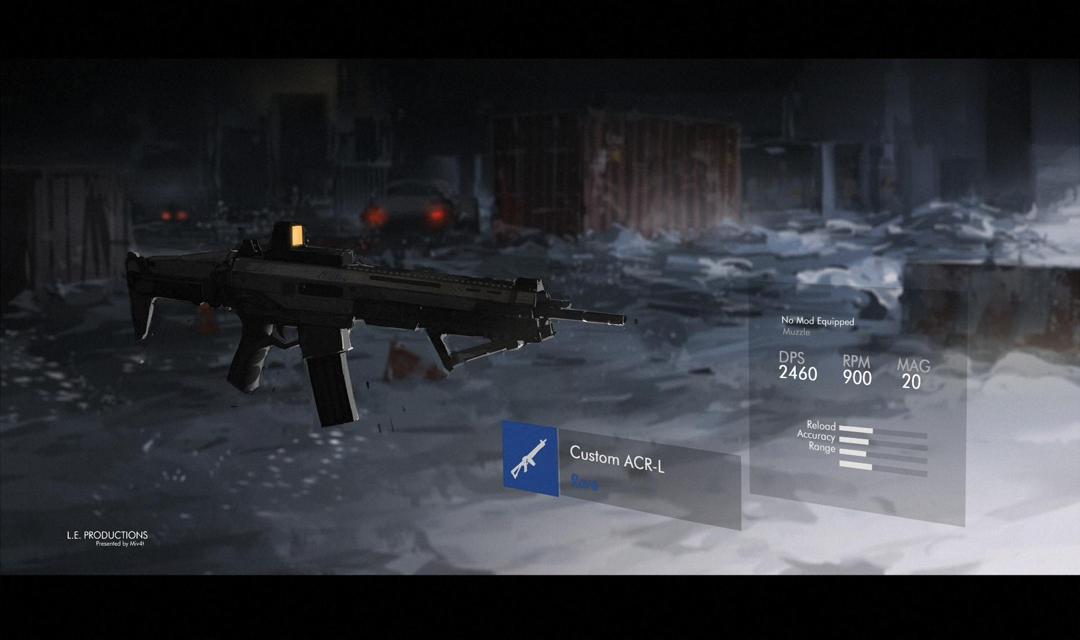 No Mod Equipped
Muzzle
DPS RPM MAG
2460 900 20
Reload
Accuracy
Range
Custom ACR-L
Rare
L.E. PRODUCTIONS
Presented by Miv4t